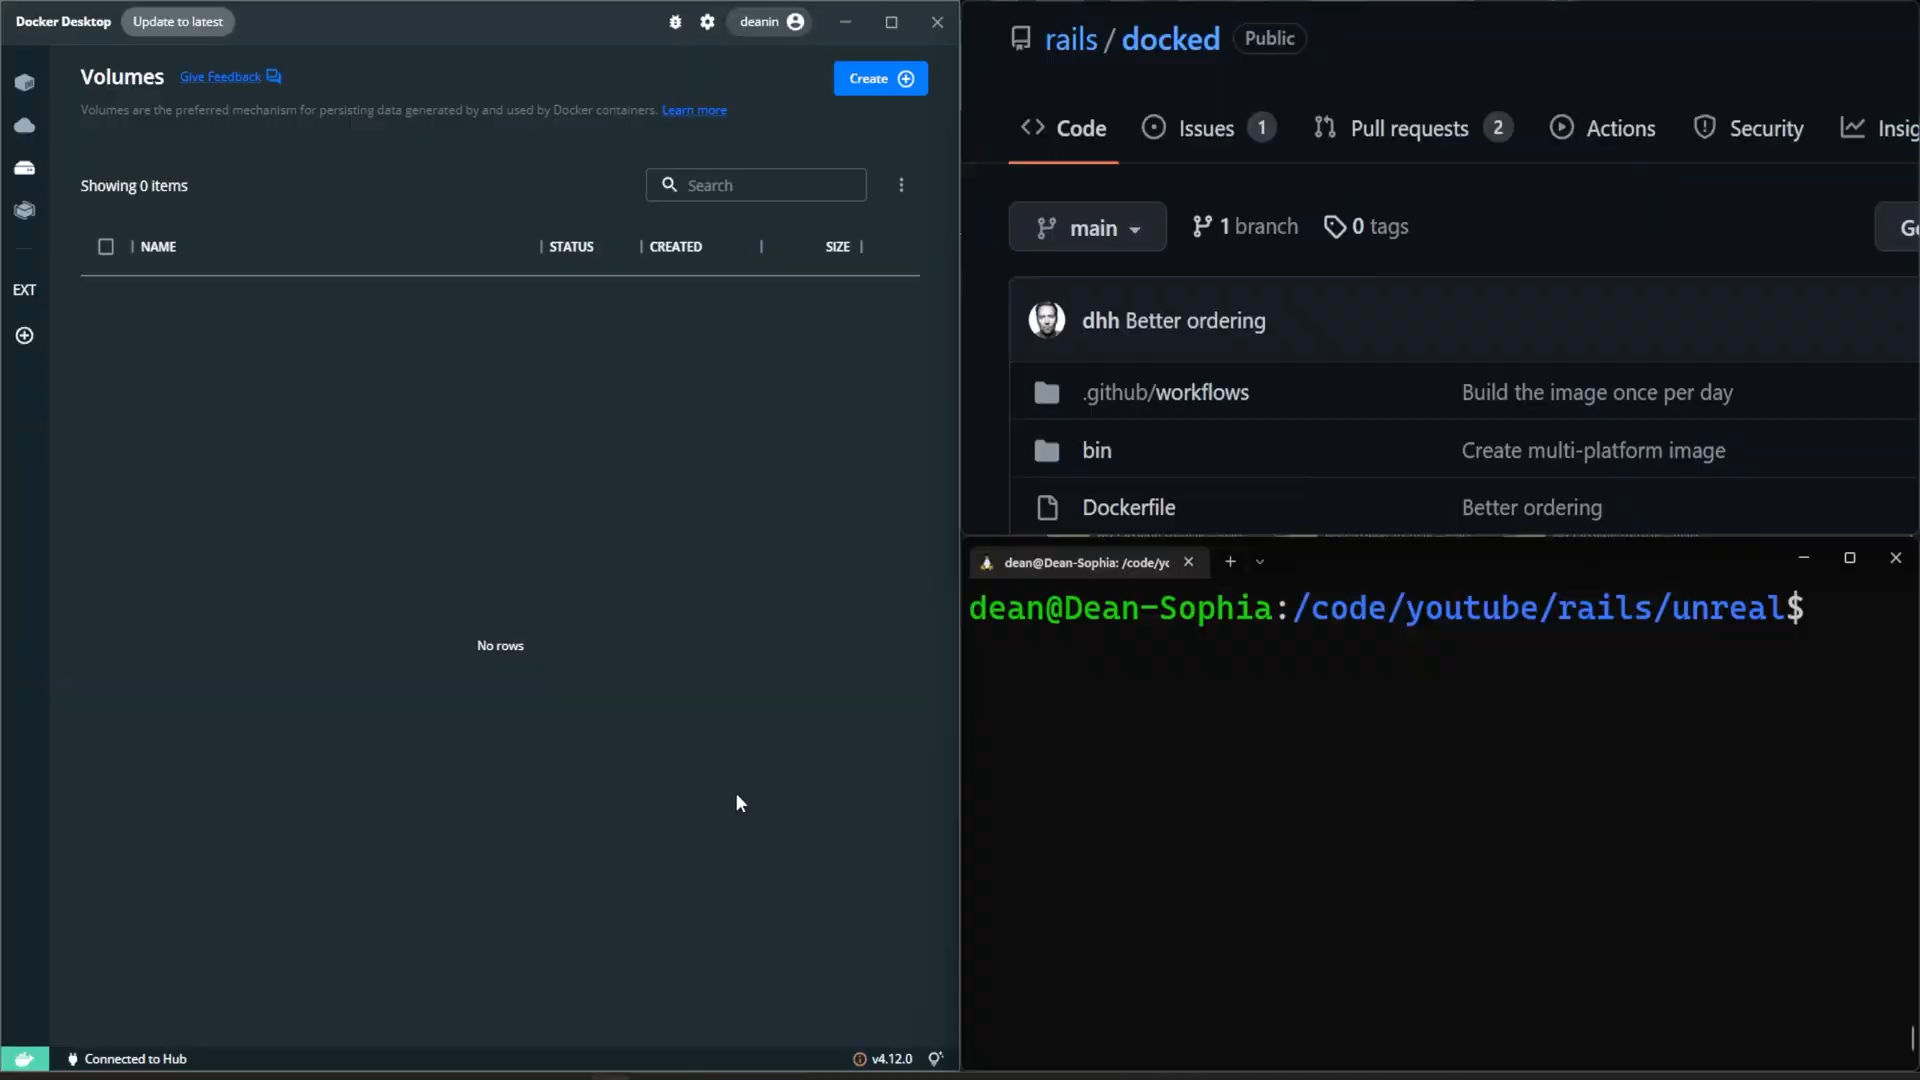 Docker Desktop Update to latest deanin
Volumes Give Feedback Create
Volumes are the preferred mechanism for persisting data generated by and used by Docker containers. Learn more
Showing 0 items Search
NAME STATUS CREATED SIZE
EXT
No rows
Connected to Hub v4.12.0
rails / docked Public
Code Issues 1 Pull requests 2 Actions Security Insig
main 1 branch 0 tags
dhh Better ordering
.github/workflows Build the image once per day
bin Create multi-platform image
Dockerfile Better ordering
dean@Dean-Sophia: /code/yc
dean@Dean-Sophia:/code/youtube/rails/unreal$